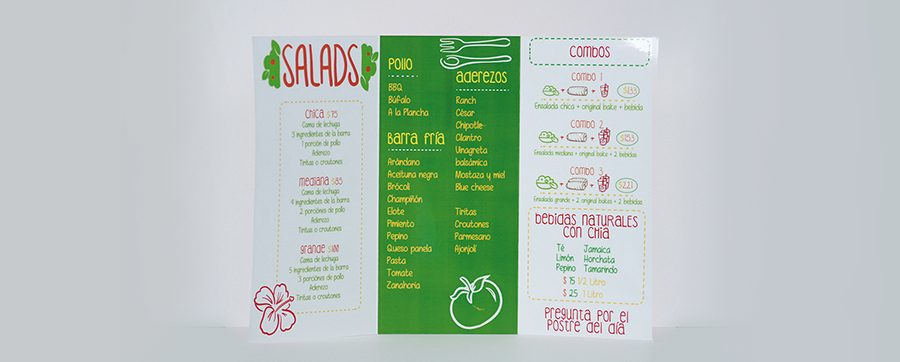 SALADS
chica $75
Cama de lechuga
3 ingredientes de la barra
1 porción de pollo
Aderezo
Tiritas o croutones
mediana $85
Cama de lechuga
4 ingredientes de la barra
2 porciónes de pollo
Aderezo
Tiritas o croutones
grande $100
Cama de lechuga
5 ingredientes de la barra
3 porciones de pollo
Aderezo
Tiritas o croutones
Pollo
BBQ
Búfalo
A la Plancha
Barra fría
Arándano
Aceituna negra
Brócoli
Champiñón
Elote
Pimiento
Pepino
Queso panela
Pasta
Tomate
Zanahoria
aderezos
Ranch
César
Chipotle
Cilantro
Vinagreta
balsámica
Mostaza y miel
Blue cheese
Tiritas
Croutones
Parmesano
Ajonjolí
combos
Combo 1
+ + $133
Ensalada chica + original bake + bebida
Combo 2
+ + $153
Ensalada mediana + original bake + 2 bebidas
Combo 3
+ + $221
Ensalada grande + 2 original bake + 2 bebidas
bebidas naturales
con chía
Té Jamaica
Limón Horchata
Pepino Tamarindo
$ 15 1/2 Litro
$ 25 1 Litro
Pregunta por el
Postre del día